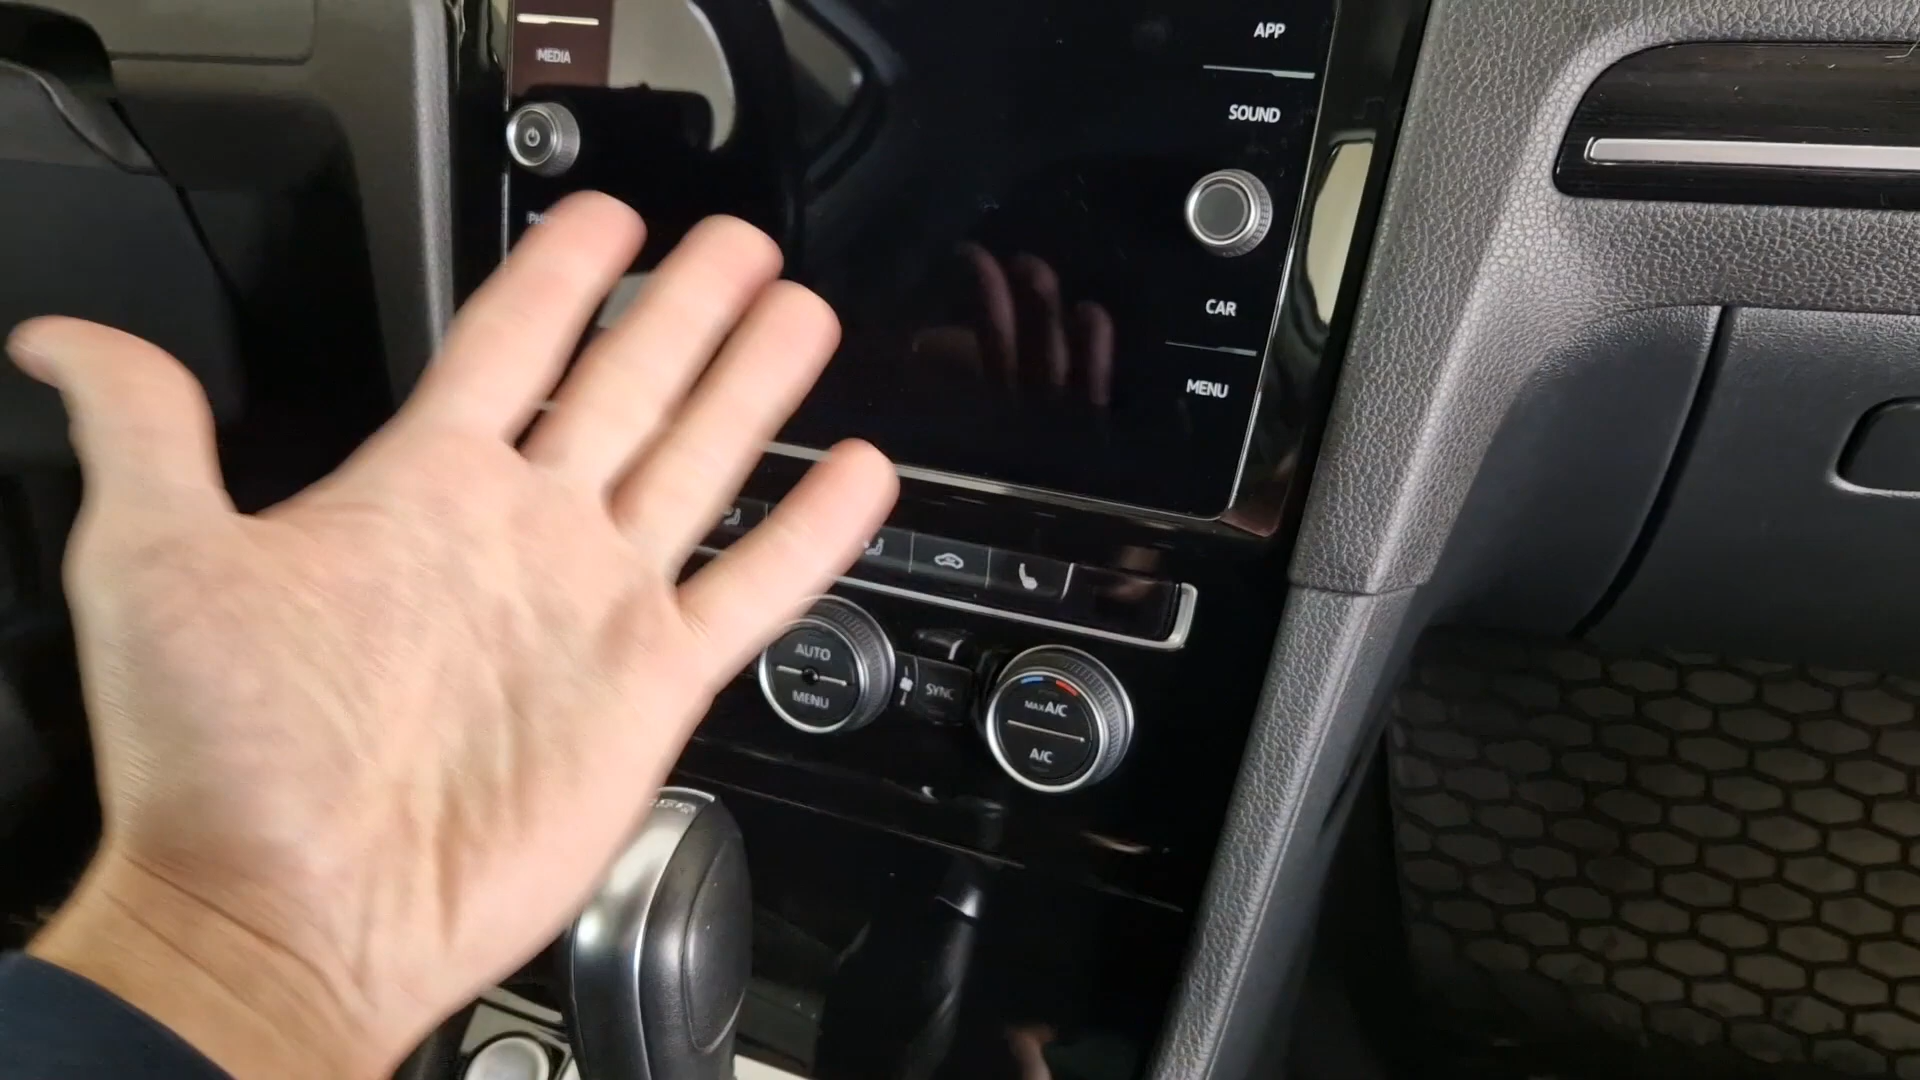 MEDIA
APP
SOUND
CAR
MENU
AUTO
MENU
SYNC
MAX A/C
A/C